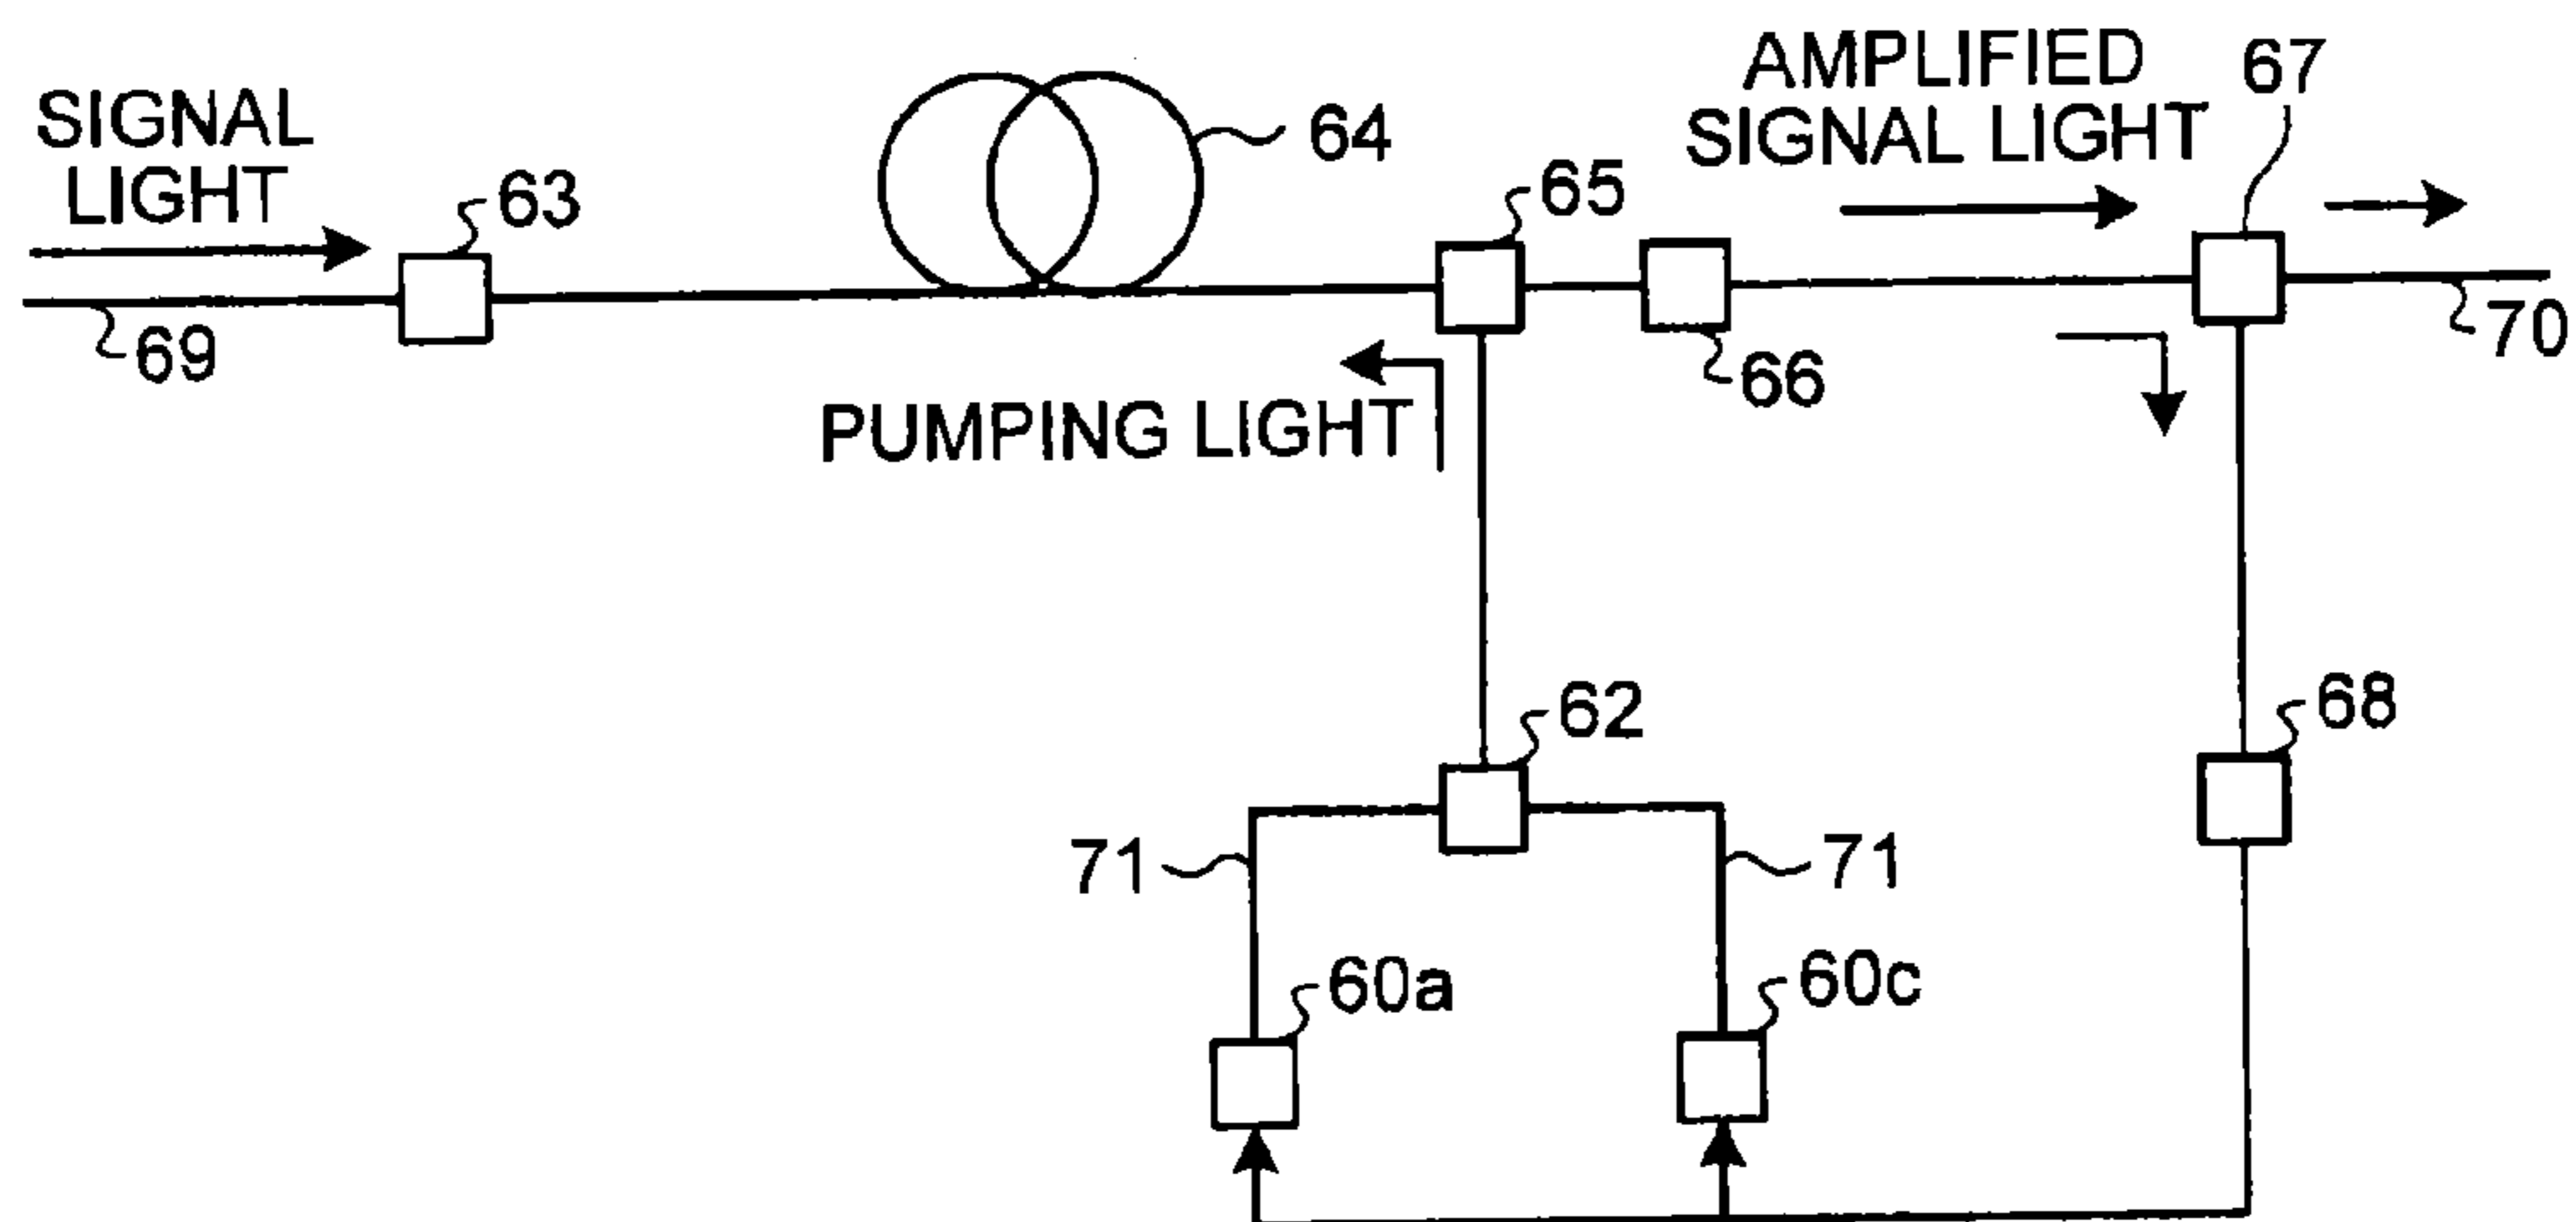 SIGNAL
LIGHT
63
69
64
65
AMPLIFIED
SIGNAL LIGHT
67
70
66
PUMPING LIGHT
62
68
71
71
60a
60c